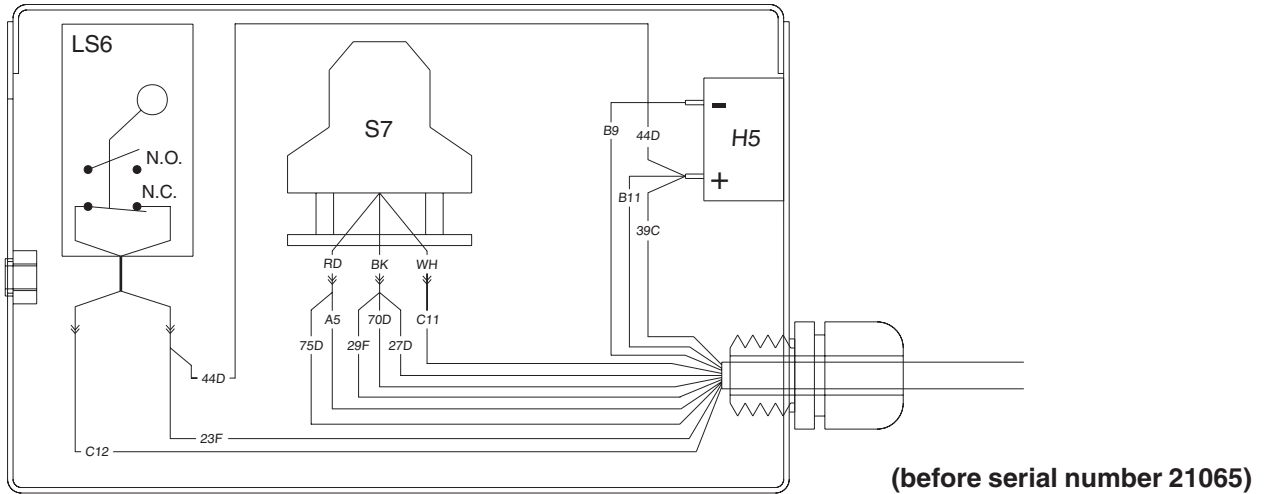 LS6
N.O.
N.C.
S7
H5
-
+
B9
44D
B11
39C
RD
BK
WH
A5
70D
C11
75D
29F
27D
44D
23F
C12
(before serial number 21065)